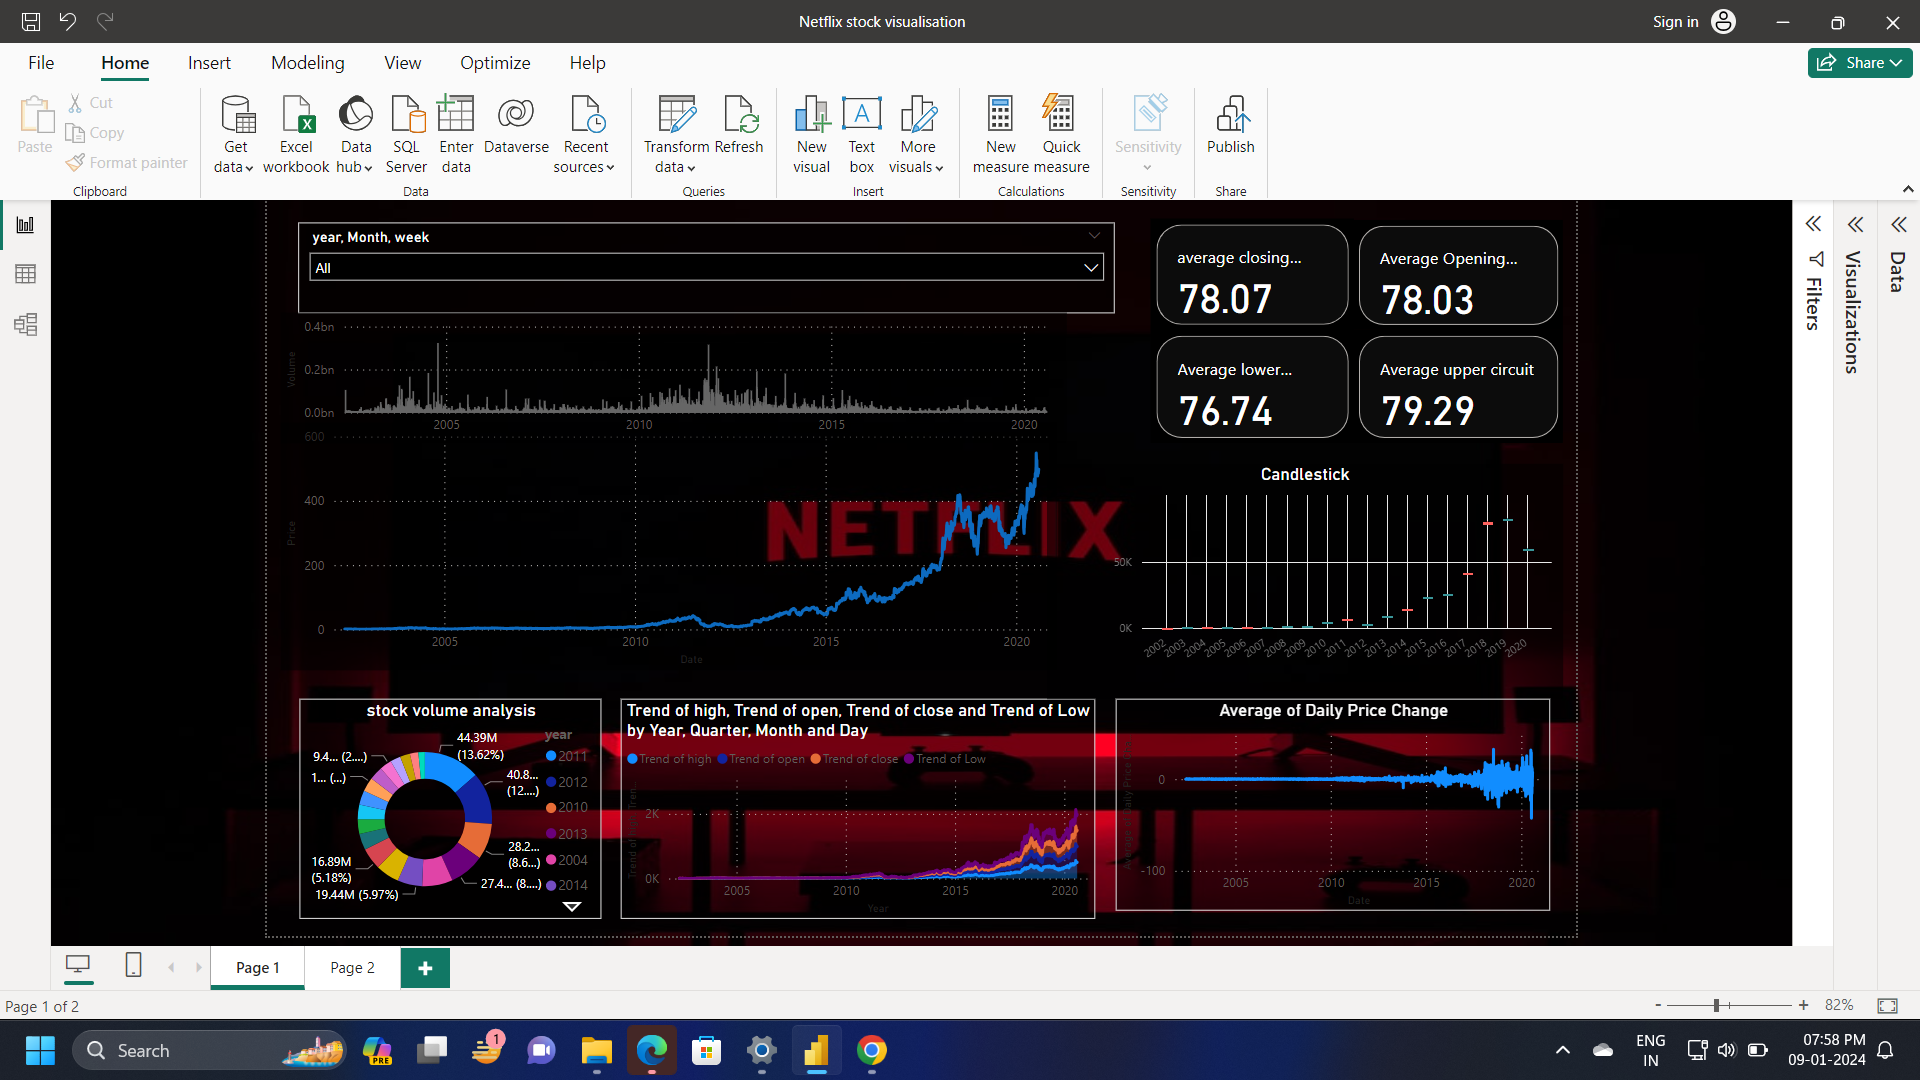 Netflix stock visualisation
Sign in
File Home Insert Modeling View Optimize Help
Share
Paste
Cut
Copy
Format painter
Clipboard
Get data
Excel workbook
Data hub
SQL Server
Enter data
Dataverse
Recent sources
Data
Transform data
Refresh
Queries
New visual
Text box
More visuals
Insert
New measure
Quick measure
Calculations
Sensitivity
Sensitivity
Publish
Share
year, Month, week
All
average closing...
78.07
Average Opening...
78.03
Average lower...
76.74
Average upper circuit
79.29
Filters
Visualizations
Data
Volume
0.4bn
0.2bn
0.0bn
2005 2010 2015 2020
Price
600
400
200
0
2005 2010 2015 2020
Date
NETFLIX
Candlestick
50K
0K
2002 2003 2004 2005 2006 2007 2008 2009 2010 2011 2012 2013 2014 2015 2016 2017 2018 2019 2020
stock volume analysis
44.39M
(13.62%)
40.8...
(12....)
28.2...
(8.6...)
27.4... (8....)
19.44M (5.97%)
16.89M
(5.18%)
1... (...)
9.4... (2....)
year
2011
2012
2010
2013
2004
2014
Trend of high, Trend of open, Trend of close and Trend of Low
by Year, Quarter, Month and Day
Trend of high Trend of open Trend of close Trend of Low
2K
0K
2005 2010 2015 2020
Year
Average of Daily Price Change
0
-100
2005 2010 2015 2020
Date
Page 1
Page 2
Page 1 of 2
- + 82%
Search
PRE
1
ENG
IN
07:58 PM
09-01-2024